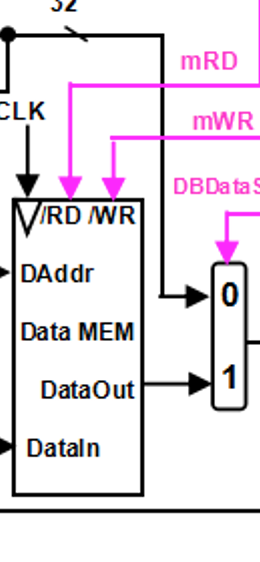 32
mRD
CLK
mWR
/RD /WR
DBDataS
DAddr
0
Data MEM
1
DataOut
DataIn